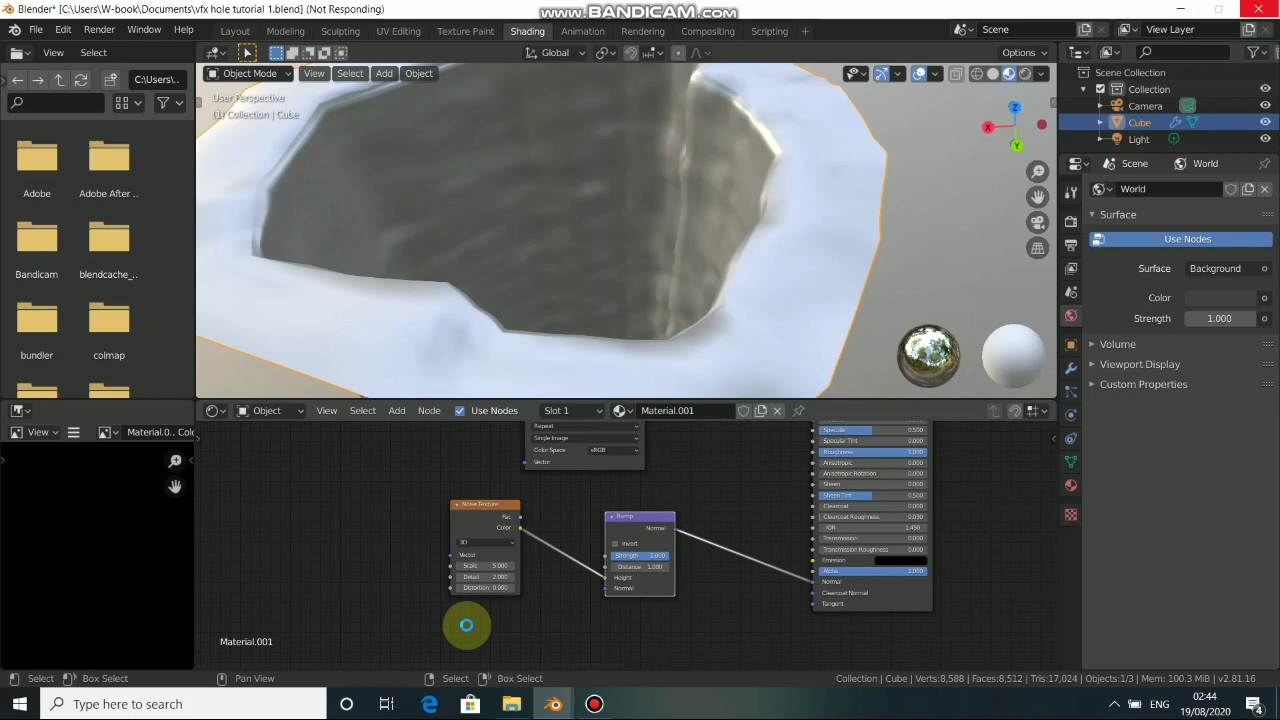 Blender* [C:\Users\W-book\Documents\vfx hole tutorial 1.blend] (Not Responding)
www.BANDICAM.com
File Edit Render Window Help
Layout Modeling Sculpting UV Editing Texture Paint Shading Animation Rendering Compositing Scripting
Scene
View Layer
View Select
Global
Options
C:\Users\W..
Object Mode View Select Add Object
User Perspective
(1) Collection | Cube
X
Y
Z
Scene Collection
Collection
Camera
Cube
Light
Scene
World
World
Surface
Use Nodes
Surface Background
Color
Strength 1.000
Volume
Viewport Display
Custom Properties
Adobe
Adobe After ..
Bandicam
blendcache_..
bundler
colmap
View
Material.0..
Object View Select Add Node Use Nodes Slot 1 Material.001
Repeat
Single Image
Color Space sRGB
Vector
Noise Texture
Fac
Color
3D
Vector
Scale 5.000
Detail 2.000
Distortion 0.000
Bump
Normal
Invert
Strength 1.000
Distance 1.000
Height
Normal
Specular 0.500
Specular Tint 0.000
Roughness 1.000
Anisotropic 0.000
Anisotropic Rotation 0.000
Sheen 0.000
Sheen Tint 0.500
Clearcoat 0.000
Clearcoat Roughness 0.030
IOR 1.450
Transmission 0.000
Transmission Roughness 0.000
Emission
Alpha 1.000
Normal
Clearcoat Normal
Tangent
Material.001
Select Box Select Pan View Select Box Select
Collection | Cube | Verts:8,588 | Faces:8,512 | Tris:17,024 | Objects:1/3 | Mem: 100.3 MiB | v2.81.16
Type here to search
ENG
02:44
19/08/2020
4